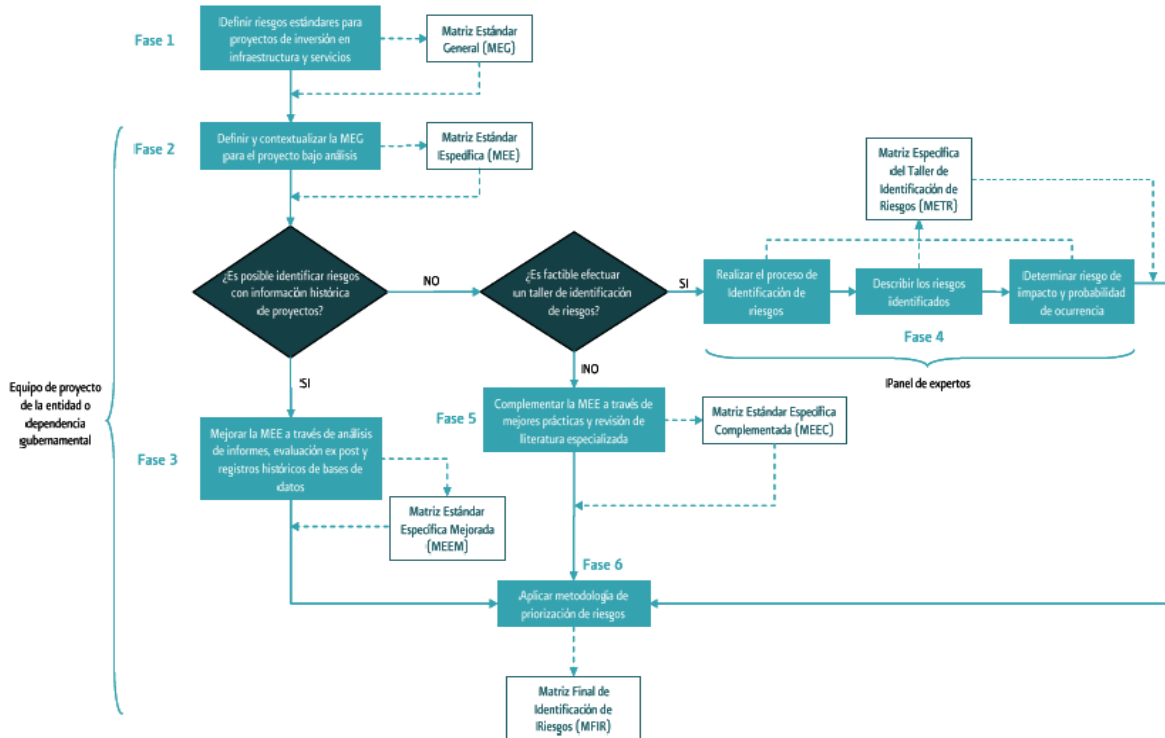 Fase 1
Definir riesgos estándares para
proyectos de inversión en
infraestructura y servicios
Matriz Estándar
General (MEG)
Fase 2
Definir y contextualizar la MEG
para el proyecto bajo análisis
Matriz Estándar
Específica (MEE)
Matriz Específica
del Taller de
Identificación de
Riesgos (METR)
¿Es posible identificar riesgos
con información histórica
de proyectos?
NO
¿Es factible efectuar
un taller de identificación
de riesgos?
SI
Realizar el proceso de
Identificación de
riesgos
Describir los riesgos
identificados
Determinar riesgo de
impacto y probabilidad
de ocurrencia
Fase 4
Panel de expertos
SI
NO
Equipo de proyecto
de la entidad o
dependencia
gubernamental
Fase 3
Mejorar la MEE a través de análisis
de informes, evaluación ex post y
registros históricos de bases de
datos
Fase 5
Complementar la MEE a través de
mejores prácticas y revisión de
literatura especializada
Matriz Estándar Específica
Complementada (MEEC)
Matriz Estándar
Específica Mejorada
(MEEM)
Fase 6
Aplicar metodología de
priorización de riesgos
Matriz Final de
Identificación de
Riesgos (MFIR)